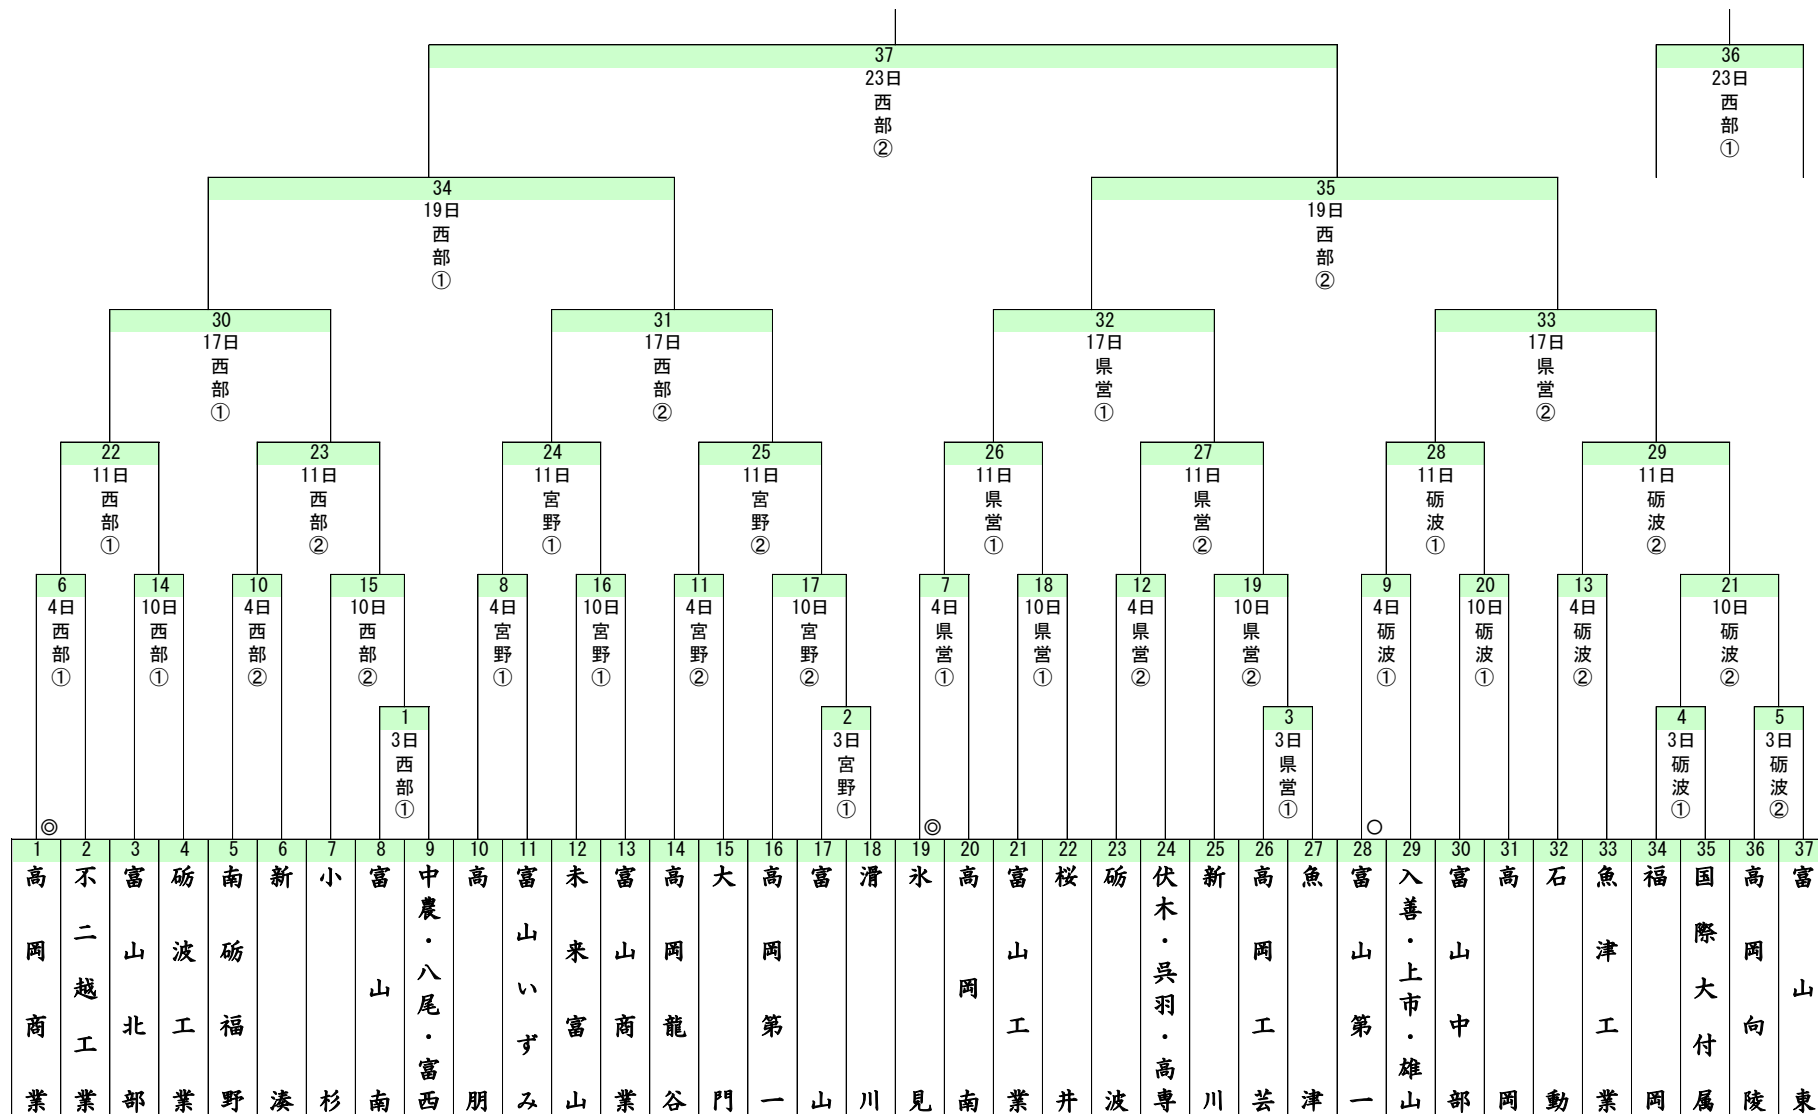 37
23日
西部
②
36
23日
西部
①
34
19日
西部
①
35
19日
西部
②
30
17日
西部
①
31
17日
西部
②
32
17日
県営
①
33
17日
県営
②
22
11日
西部
①
23
11日
西部
②
24
11日
宮野
①
25
11日
宮野
②
26
11日
県営
①
27
11日
県営
②
28
11日
砺波
①
29
11日
砺波
②
6
4日
西部
①
14
10日
西部
①
10
4日
西部
②
15
10日
西部
②
8
4日
宮野
①
16
10日
宮野
①
11
4日
宮野
②
17
10日
宮野
②
7
4日
県営
①
18
10日
県営
①
12
4日
県営
②
19
10日
県営
②
9
4日
砺波
①
20
10日
砺波
①
13
4日
砺波
②
21
10日
砺波
②
1
3日
西部
①
2
3日
宮野
①
3
3日
県営
①
4
3日
砺波
①
5
3日
砺波
②
◎
◎
○
1
高岡商業
2
不二越工業
3
富山北部
4
砺波工業
5
南砺福野
6
新湊
7
小杉
8
富山南
9
中農・八尾・富西
10
高朋
11
富山いずみ
12
未来富山
13
富山商業
14
高岡龍谷
15
大門
16
高岡第一
17
富山
18
滑川
19
氷見
20
高岡南
21
富山工業
22
桜井
23
砺波
24
伏木・呉羽・高専
25
新川
26
高岡工芸
27
魚津
28
富山第一
29
入善・上市・雄山
30
富山中部
31
高岡
32
石動
33
魚津工業
34
福岡
35
国際大付属
36
高岡向陵
37
富山東